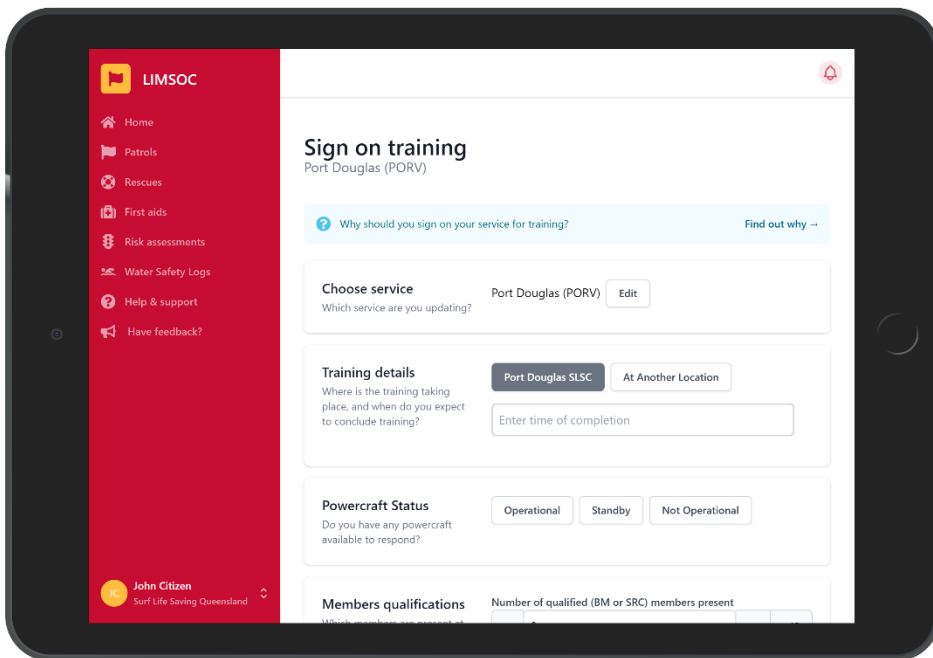 LIMSOC
Home
Patrols
Rescues
First aids
Risk assessments
Water Safety Logs
Help & support
Have feedback?
JC
John Citizen
Surf Life Saving Queensland
Sign on training
Port Douglas (PORV)
Why should you sign on your service for training?
Find out why →
Choose service
Which service are you updating?
Port Douglas (PORV)
Edit
Training details
Where is the training taking
place, and when do you expect
to conclude training?
Port Douglas SLSC
At Another Location
Enter time of completion
Powercraft Status
Do you have any powercraft
available to respond?
Operational
Standby
Not Operational
Members qualifications
Which members are present at
Number of qualified (BM or SRC) members present